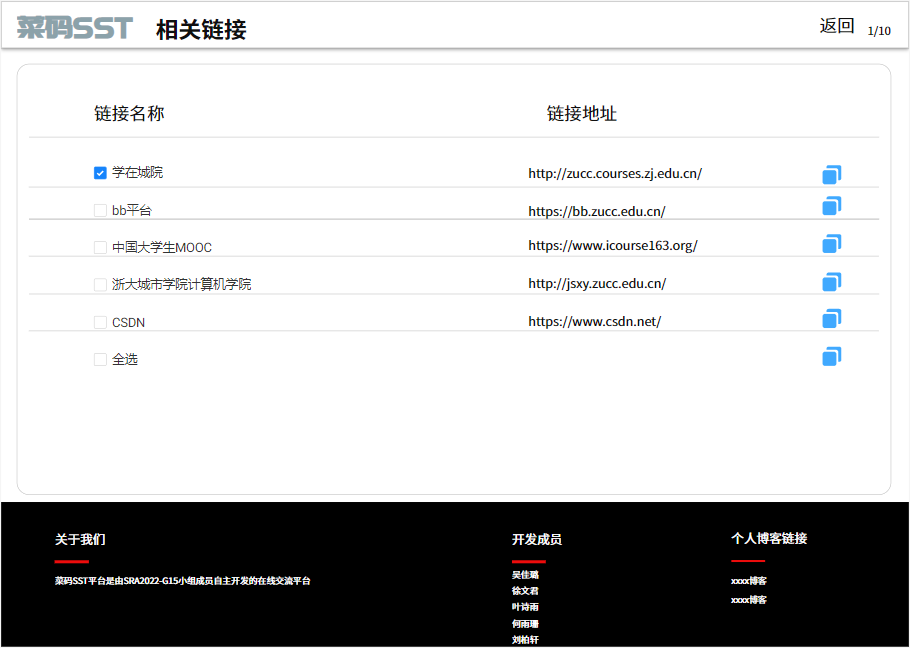 菜码SST 相关链接 返回 1/10
链接名称 链接地址
学在城院 http://zucc.courses.zj.edu.cn/
bb平台 https://bb.zucc.edu.cn/
中国大学生MOOC https://www.icourse163.org/
浙大城市学院计算机学院 http://jsxy.zucc.edu.cn/
CSDN https://www.csdn.net/
全选
关于我们
菜码SST平台是由SRA2022-G15小组成员自主开发的在线交流平台
开发成员
吴佳璐
徐文君
叶诗雨
何雨珊
刘柏轩
个人博客链接
xxxx博客
xxxx博客